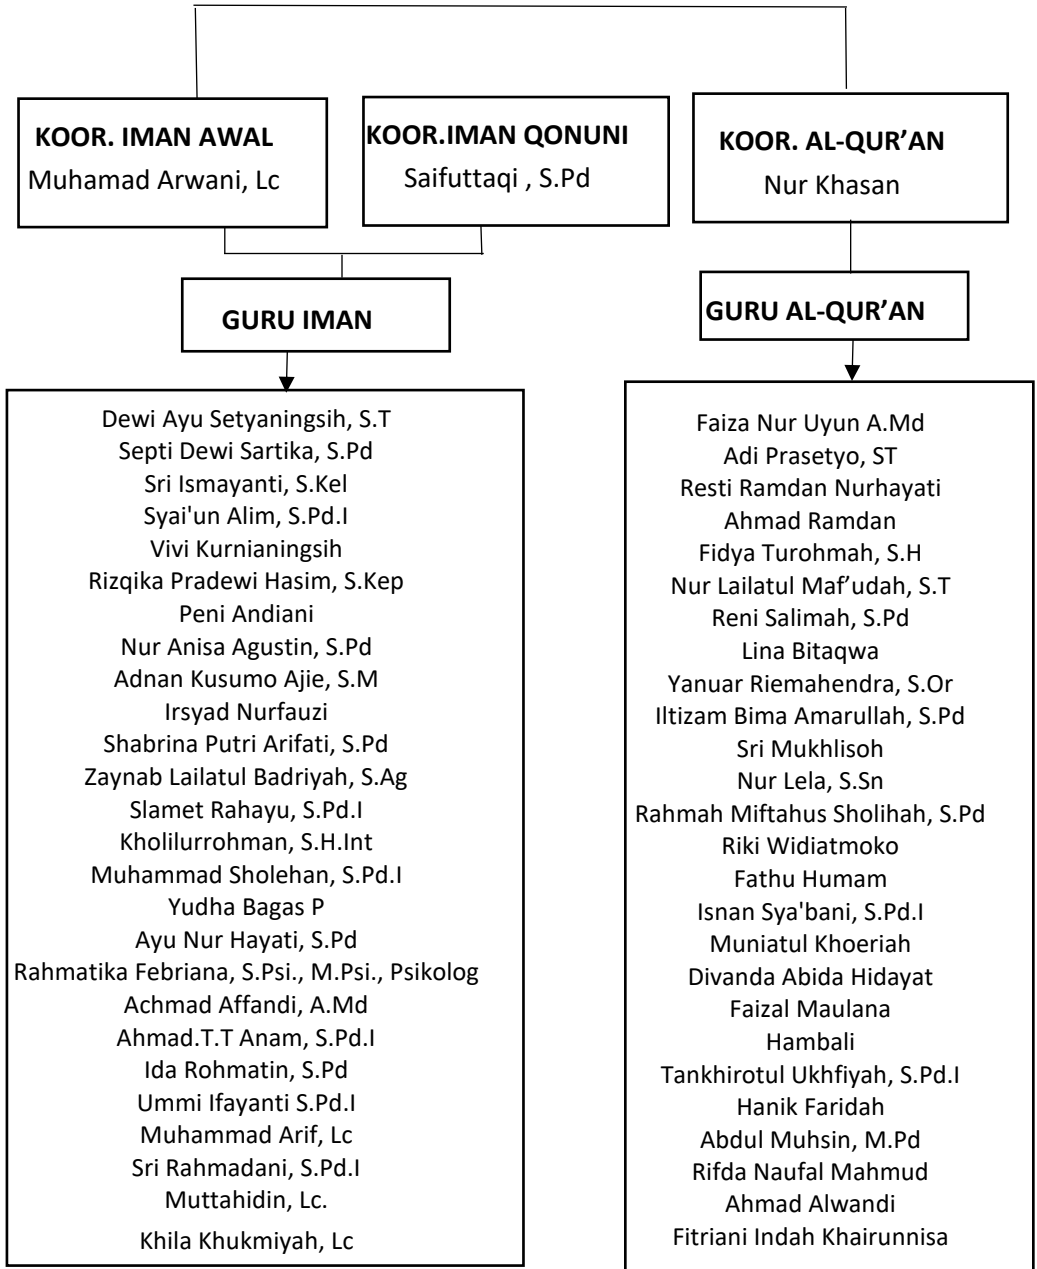 KOOR. IMAN AWAL
Muhamad Arwani, Lc
KOOR.IMAN QONUNI
Saifuttaqi , S.Pd
KOOR. AL-QUR’AN
Nur Khasan
GURU IMAN
GURU AL-QUR’AN
Dewi Ayu Setyaningsih, S.T
Septi Dewi Sartika, S.Pd
Sri Ismayanti, S.Kel
Syai'un Alim, S.Pd.I
Vivi Kurnianingsih
Rizqika Pradewi Hasim, S.Kep
Peni Andiani
Nur Anisa Agustin, S.Pd
Adnan Kusumo Ajie, S.M
Irsyad Nurfauzi
Shabrina Putri Arifati, S.Pd
Zaynab Lailatul Badriyah, S.Ag
Slamet Rahayu, S.Pd.I
Kholilurrohman, S.H.Int
Muhammad Sholehan, S.Pd.I
Yudha Bagas P
Ayu Nur Hayati, S.Pd
Rahmatika Febriana, S.Psi., M.Psi., Psikolog
Achmad Affandi, A.Md
Ahmad.T.T Anam, S.Pd.I
Ida Rohmatin, S.Pd
Ummi Ifayanti S.Pd.I
Muhammad Arif, Lc
Sri Rahmadani, S.Pd.I
Muttahidin, Lc.
Khila Khukmiyah, Lc
Faiza Nur Uyun A.Md
Adi Prasetyo, ST
Resti Ramdan Nurhayati
Ahmad Ramdan
Fidya Turohmah, S.H
Nur Lailatul Maf’udah, S.T
Reni Salimah, S.Pd
Lina Bitaqwa
Yanuar Riemahendra, S.Or
Iltizam Bima Amarullah, S.Pd
Sri Mukhlisoh
Nur Lela, S.Sn
Rahmah Miftahus Sholihah, S.Pd
Riki Widiatmoko
Fathu Humam
Isnan Sya'bani, S.Pd.I
Muniatul Khoeriah
Divanda Abida Hidayat
Faizal Maulana
Hambali
Tankhirotul Ukhfiyah, S.Pd.I
Hanik Faridah
Abdul Muhsin, M.Pd
Rifda Naufal Mahmud
Ahmad Alwandi
Fitriani Indah Khairunnisa